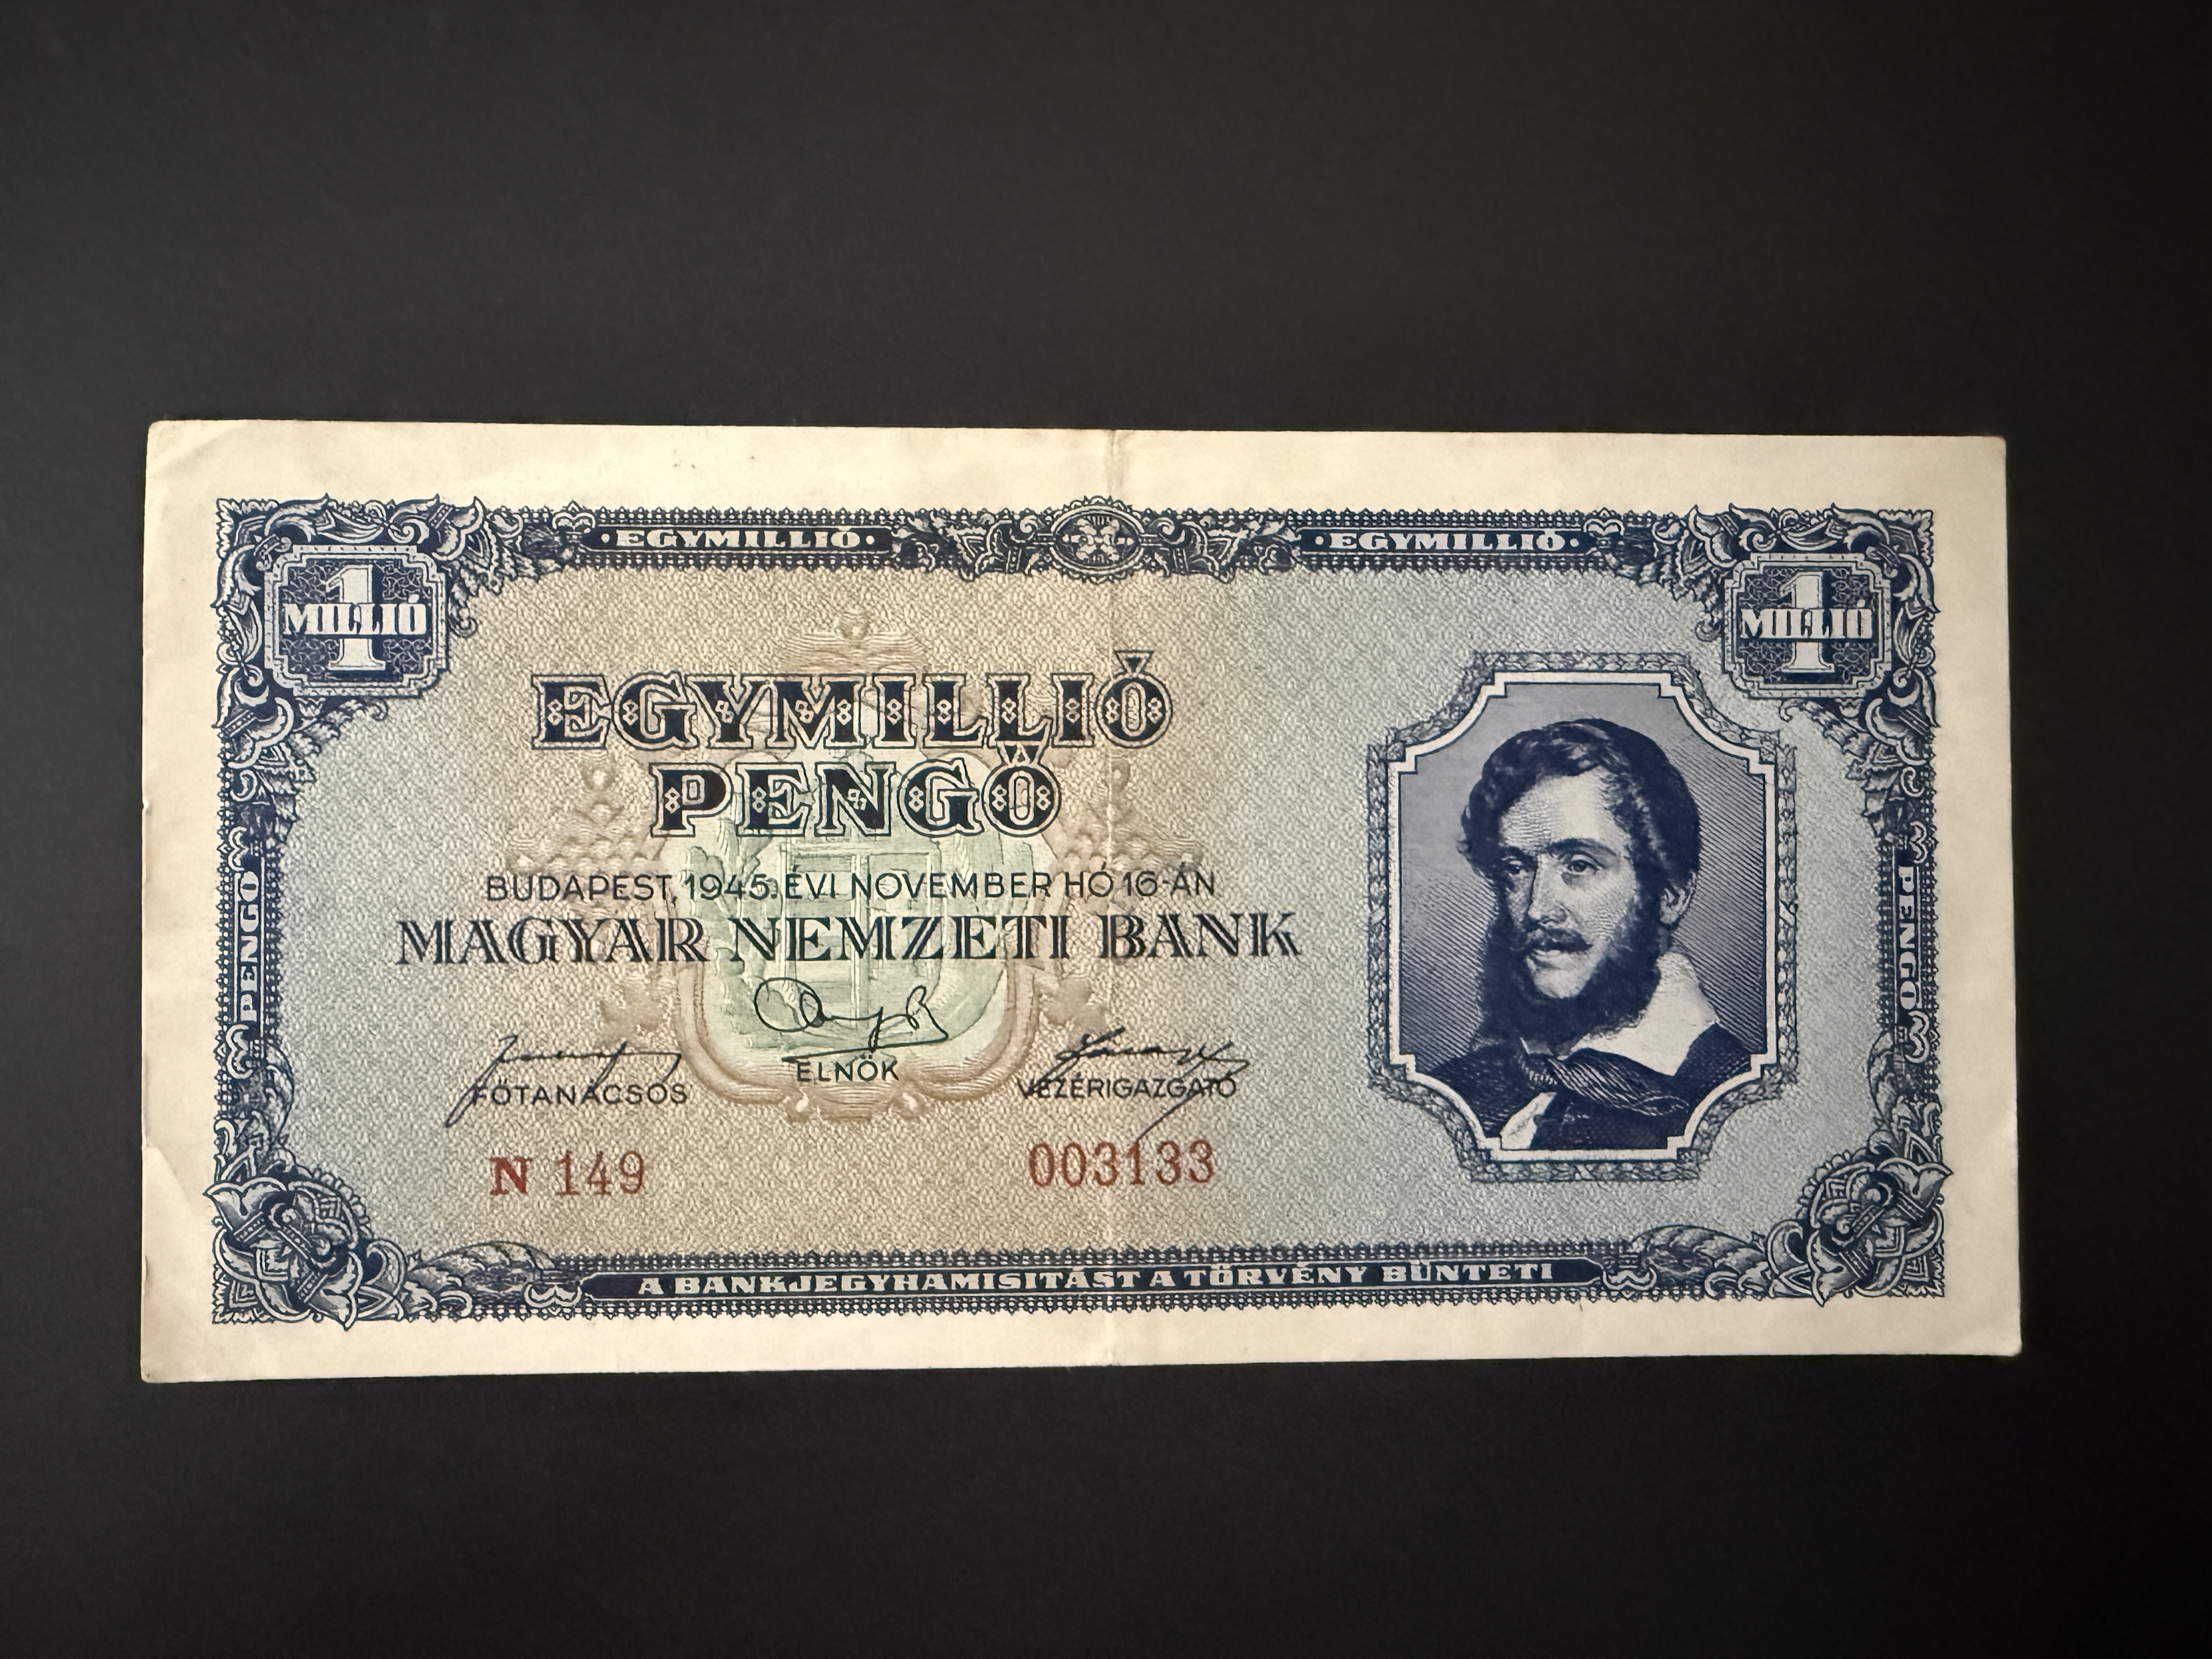 ·EGYMILLIÓ· ·EGYMILLIÓ·
1 MILLIÓ
1 MILLIÓ
EGYMILLIÓ
PENGŐ
BUDAPEST, 1945. ÉVI NOVEMBER HÓ 16-ÁN
MAGYAR NEMZETI BANK
FŐTANÁCSOS
ELNÖK
VEZÉRIGAZGATÓ
N 149
003133
PENGŐ
PENGŐ
A BANKJEGYHAMISITÁST A TÖRVÉNY BÜNTETI